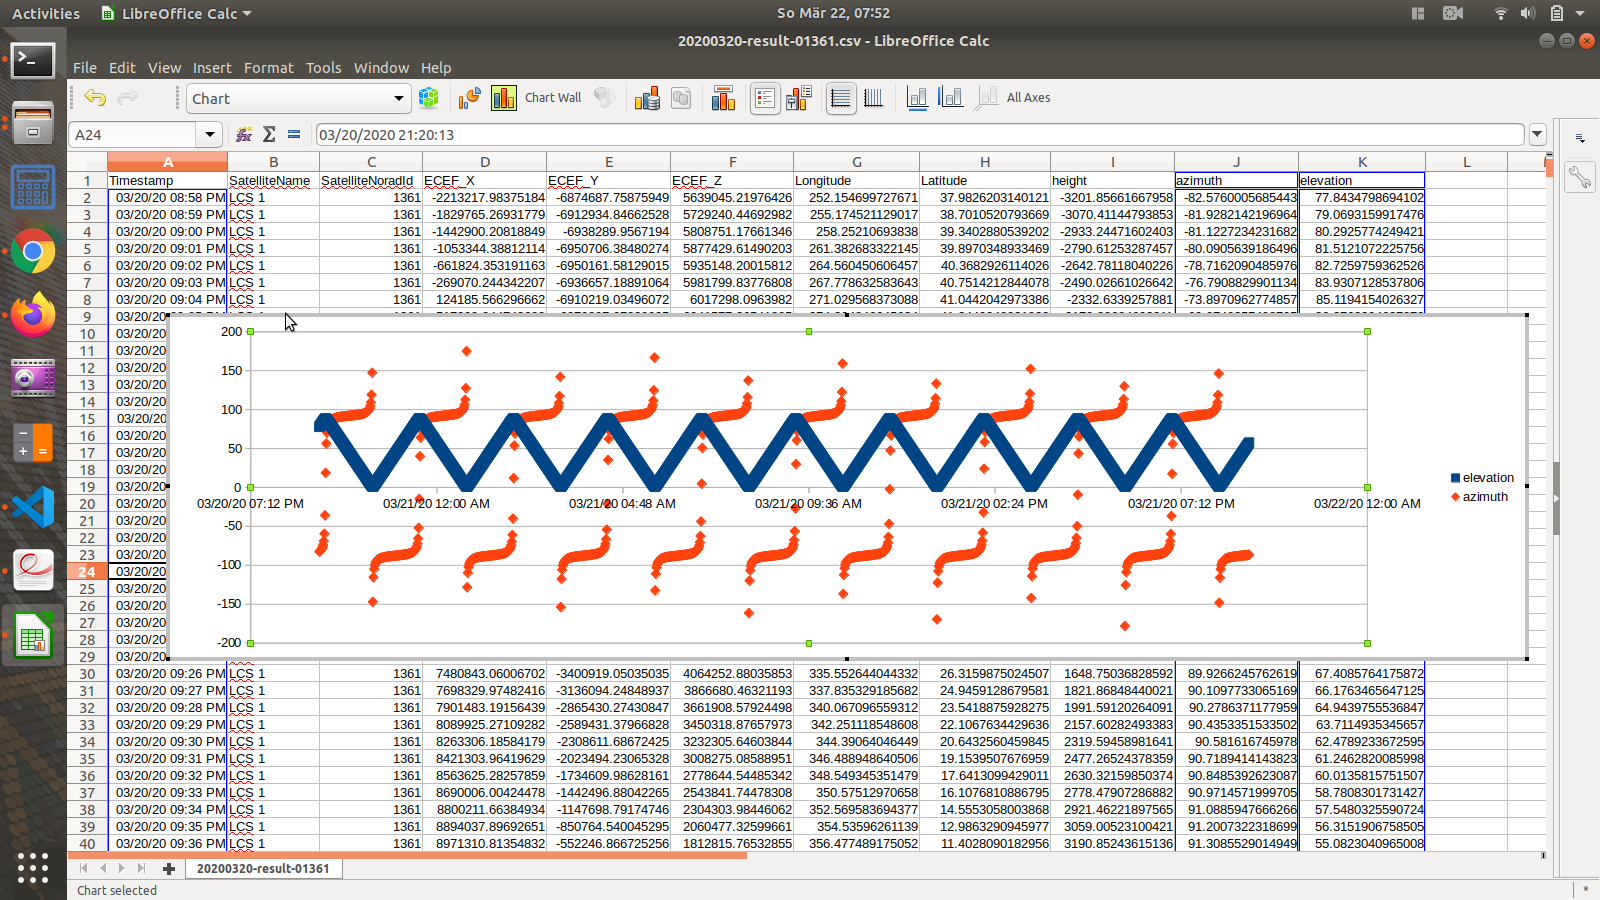 Activities LibreOffice Calc So Mär 22, 07:52
20200320-result-01361.csv - LibreOffice Calc
File Edit View Insert Format Tools Window Help
Chart Chart Wall All Axes
A24 03/20/2020 21:20:13
A B C D E F G H I J K L
1 Timestamp SatelliteName SatelliteNoradId ECEF_X ECEF_Y ECEF_Z Longitude Latitude height azimuth elevation
2 03/20/20 08:58 PM LCS 1 1361 -2213217.98375184 -6874687.75875949 5639045.21976426 252.154699727671 37.9826203140121 -3201.85661667958 -82.5760005685443 77.8434798694102
3 03/20/20 08:59 PM LCS 1 1361 -1829765.26931779 -6912934.84662528 5729240.44692982 255.174521129017 38.7010520793669 -3070.41144793853 -81.9282142196964 79.0693159917476
4 03/20/20 09:00 PM LCS 1 1361 -1442900.20818849 -6938289.9567194 5808751.17661346 258.25210693838 39.3402880539202 -2933.24471602403 -81.1227234231682 80.2925774249421
5 03/20/20 09:01 PM LCS 1 1361 -1053344.38812114 -6950706.38480274 5877429.61490203 261.382683322145 39.8970348933469 -2790.61253287457 -80.0905639186496 81.5121072225756
6 03/20/20 09:02 PM LCS 1 1361 -661824.353191163 -6950161.58129015 5935148.20015812 264.560450606457 40.3682926114026 -2642.78118040226 -78.7162090485976 82.7259759362526
7 03/20/20 09:03 PM LCS 1 1361 -269070.244342207 -6936657.18891064 5981799.83776808 267.778632583643 40.7514212844078 -2490.02661026642 -76.7908829901134 83.9307128537806
8 03/20/20 09:04 PM LCS 1 1361 124185.566296662 -6910219.03496072 6017298.0963982 271.029568373088 41.0442042973386 -2332.6339257881 -73.8970962774857 85.1194154026327
9 03/20
10 03/20/20
11 03/20/20
12 03/20/20
13 03/20/20
14 03/20/20
15 03/20/20
16 03/20/20
17 03/20/20
18 03/20/20
19 03/20/20
20 03/20/20
21 03/20/20
22 03/20/20
23 03/20/20
24 03/20/20
25 03/20/20
26 03/20/20
27 03/20/20
28 03/20/20
29 03/20/20
200
150
100
50
0
-50
-100
-150
-200
03/20/20 07:12 PM 03/21/20 12:00 AM 03/21/20 04:48 AM 03/21/20 09:36 AM 03/21/20 02:24 PM 03/21/20 07:12 PM 03/22/20 12:00 AM
elevation
azimuth
30 03/20/20 09:26 PM LCS 1 1361 7480843.06006702 -3400919.05035035 4064252.88035853 335.552644044332 26.3159875024507 1648.75036828592 89.9266245762619 67.4085764175872
31 03/20/20 09:27 PM LCS 1 1361 7698329.97482416 -3136094.24848937 3866680.46321193 337.835329185682 24.9459128679581 1821.86848440021 90.1097733065169 66.1763465647125
32 03/20/20 09:28 PM LCS 1 1361 7901483.19156439 -2865430.27430847 3661908.57924498 340.067096559312 23.5418875928275 1991.59120264091 90.2786371177959 64.9439755536847
33 03/20/20 09:29 PM LCS 1 1361 8089925.27109282 -2589431.37966828 3450318.87657973 342.251118548608 22.1067634429636 2157.60282493383 90.4353351533502 63.711493534​5657
34 03/20/20 09:30 PM LCS 1 1361 8263306.18584179 -2308611.68672425 3232305.64603844 344.39064046449 20.6432560459845 2319.59458981641 90.581616745978 62.4789233672595
35 03/20/20 09:31 PM LCS 1 1361 8421303.96419629 -2023494.23065328 3008275.08588951 346.488948640506 19.1539507676959 2477.26524378359 90.7189414143823 61.2462820085998
36 03/20/20 09:32 PM LCS 1 1361 8563625.28257859 -1734609.98628161 2778644.54485342 348.549345351479 17.6413099429011 2630.32159850374 90.8485392623087 60.0135815751507
37 03/20/20 09:33 PM LCS 1 1361 8690006.00424478 -1442496.88042265 2543841.74478308 350.57512970658 16.1076810886795 2778.47907286882 90.9714571999705 58.7808301731427
38 03/20/20 09:34 PM LCS 1 1361 8800211.66384934 -1147698.79174746 2304303.98446062 352.569583694377 14.5553058003868 2921.46221897565 91.0885947666266 57.5480325590724
39 03/20/20 09:35 PM LCS 1 1361 8894037.89692651 -850764.540045295 2060477.32599661 354.53596261139 12.9863290945977 3059.00523100421 91.2007322318699 56.3151906758505
40 03/20/20 09:36 PM LCS 1 1361 8971310.81354832 -552246.866725256 1812815.76532855 356.477489175052 11.4028090182956 3190.85243615136 91.3085529014949 55.0823040965008
20200320-result-01361
Chart selected *